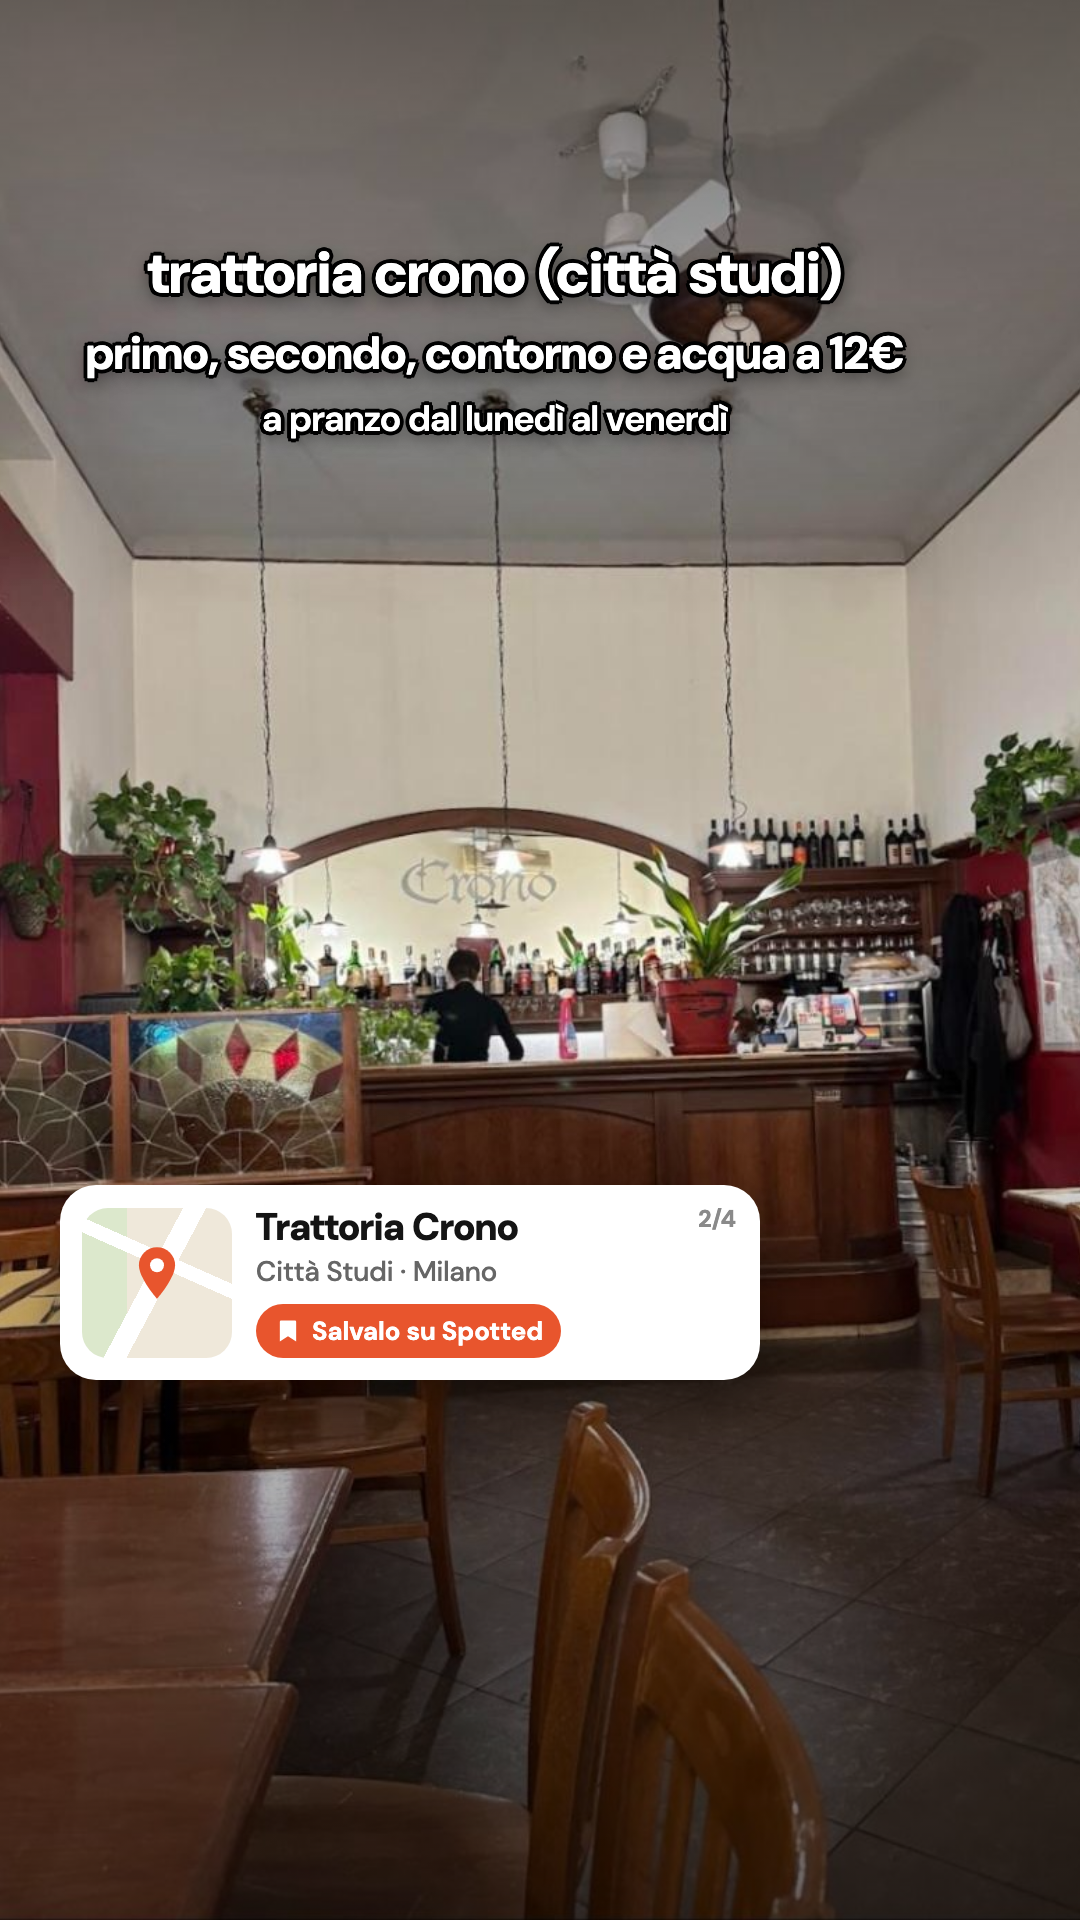 trattoria crono (città studi)
primo, secondo, contorno e acqua a 12€
a pranzo dal lunedì al venerdì
Crono
Trattoria Crono
2/4
Città Studi · Milano
Salvalo su Spotted